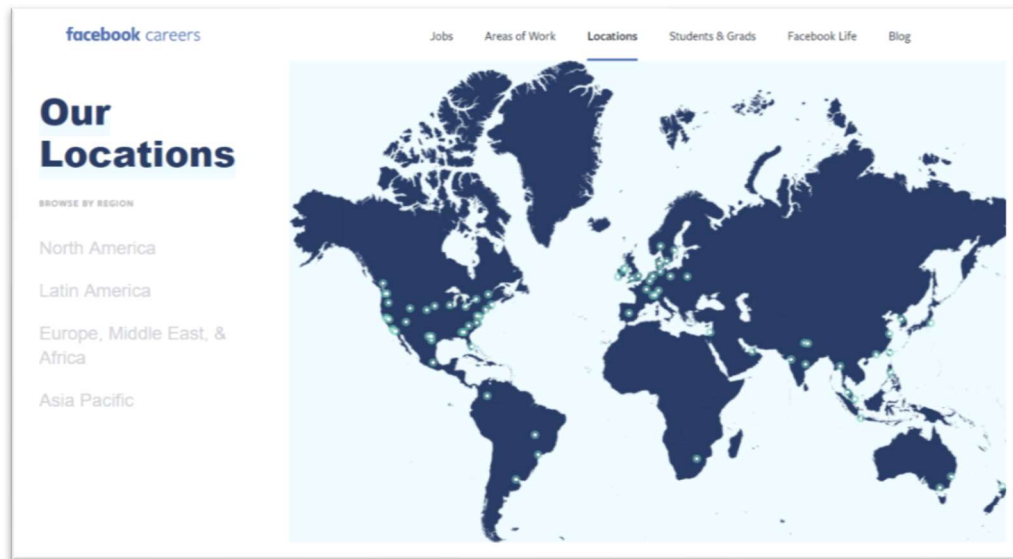 facebook careers
Jobs Areas of Work Locations Students & Grads Facebook Life Blog
Our
Locations
BROWSE BY REGION
North America
Latin America
Europe, Middle East, &
Africa
Asia Pacific